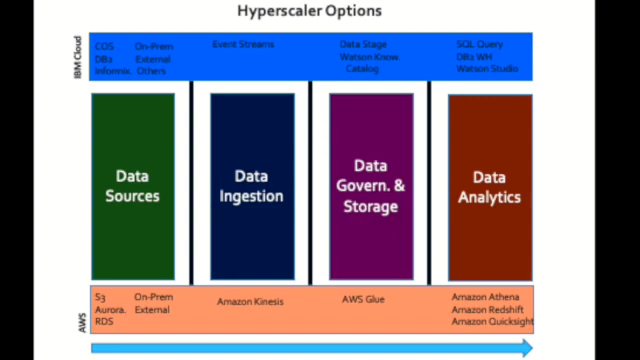 Hyperscaler Options
IBM Cloud
COS On-Prem
DB2 External
Informix. Others
Event Streams
Data Stage
Watson Know.
Catalog
SQL Query
DB2 WH
Watson Studio
Data
Sources
Data
Ingestion
Data
Govern. &
Storage
Data
Analytics
AWS
S3 On-Prem
Aurora. External
RDS
Amazon Kinesis
AWS Glue
Amazon Athena
Amazon Redshift
Amazon Quicksight